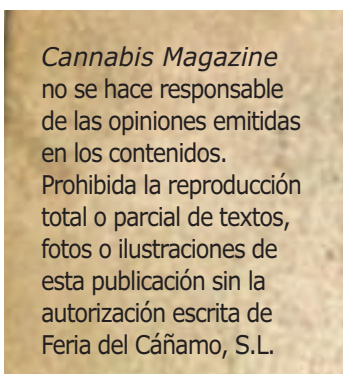 Cannabis Magazine
no se hace responsable
de las opiniones emitidas
en los contenidos.
Prohibida la reproducción
total o parcial de textos,
fotos o ilustraciones de
esta publicación sin la
autorización escrita de
Feria del Cáñamo, S.L.